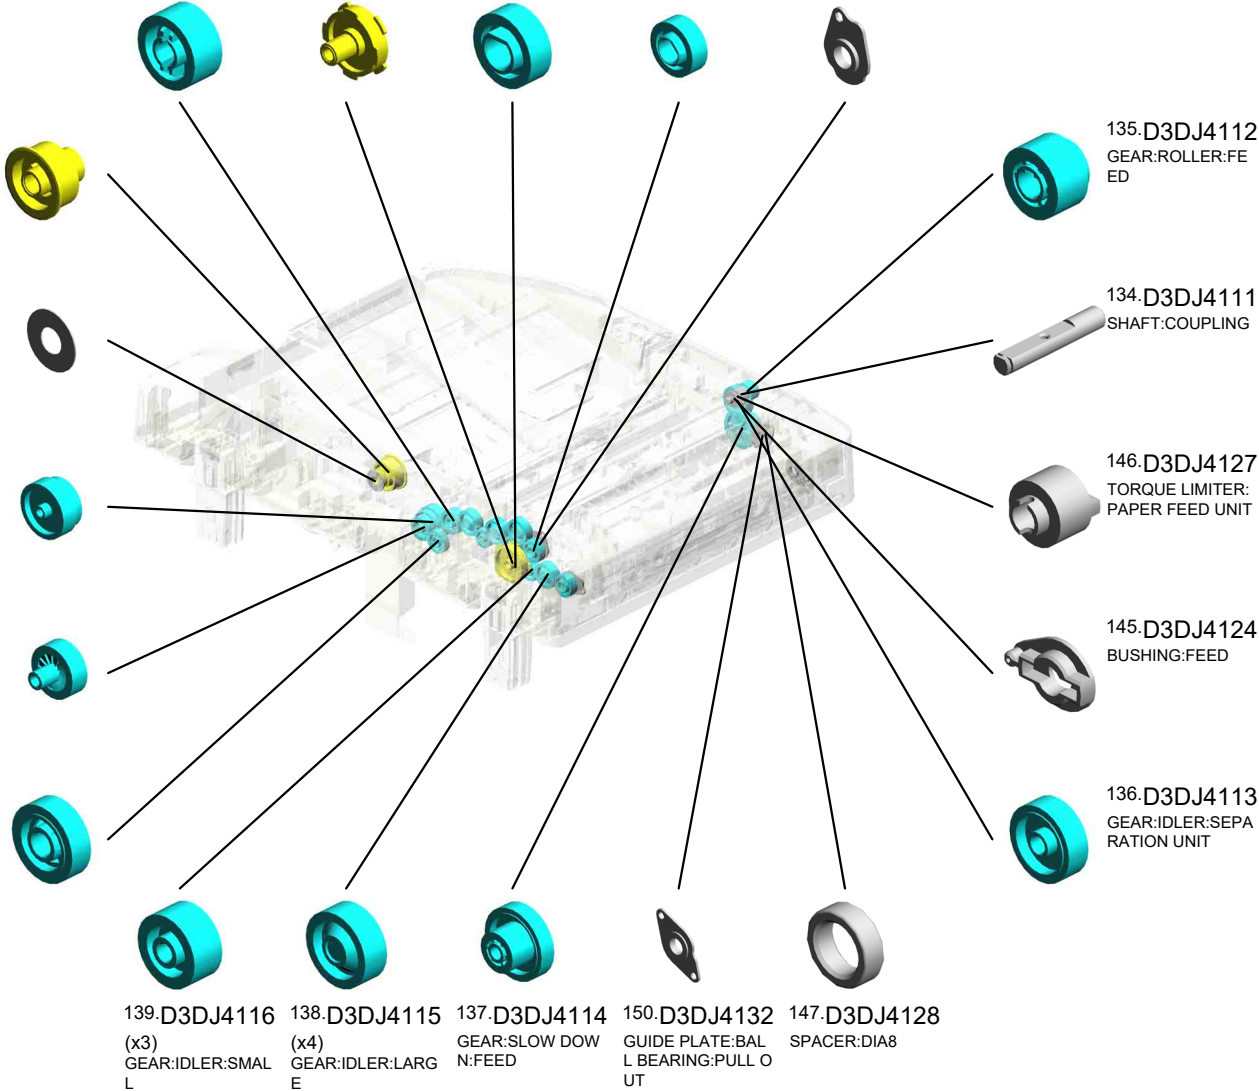 135.D3DJ4112
GEAR:ROLLER:FE
ED
134.D3DJ4111
SHAFT:COUPLING
146.D3DJ4127
TORQUE LIMITER:
PAPER FEED UNIT
145.D3DJ4124
BUSHING:FEED
136.D3DJ4113
GEAR:IDLER:SEPA
RATION UNIT
139.D3DJ4116
(x3)
GEAR:IDLER:SMAL
L
138.D3DJ4115
(x4)
GEAR:IDLER:LARG
E
137.D3DJ4114
GEAR:SLOW DOW
N:FEED
150.D3DJ4132
GUIDE PLATE:BAL
L BEARING:PULL O
UT
147.D3DJ4128
SPACER:DIA8